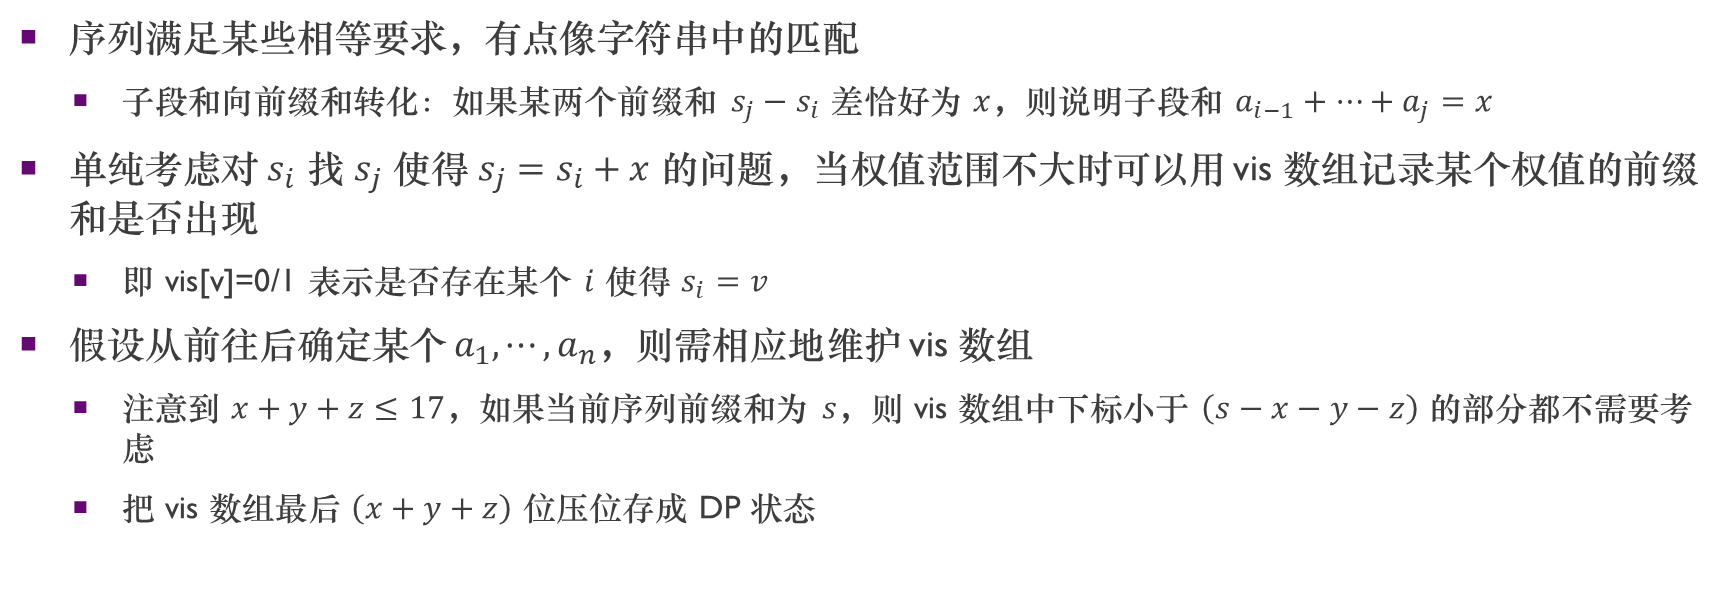 ▪ 序列满足某些相等要求，有点像字符串中的匹配
▪ 子段和向前缀和转化：如果某两个前缀和 $s_j - s_i$ 差恰好为 $x$，则说明子段和 $a_{i-1} + \cdots + a_j = x$
▪ 单纯考虑对 $s_i$ 找 $s_j$ 使得 $s_j = s_i + x$ 的问题，当权值范围不大时可以用 vis 数组记录某个权值的前缀
和是否出现
▪ 即 vis[v]=0/1 表示是否存在某个 $i$ 使得 $s_i = v$
▪ 假设从前往后确定某个 $a_1, \cdots, a_n$，则需相应地维护 vis 数组
▪ 注意到 $x + y + z \le 17$，如果当前序列前缀和为 $s$，则 vis 数组中下标小于 $(s - x - y - z)$ 的部分都不需要考
虑
▪ 把 vis 数组最后 $(x + y + z)$ 位压位存成 DP 状态